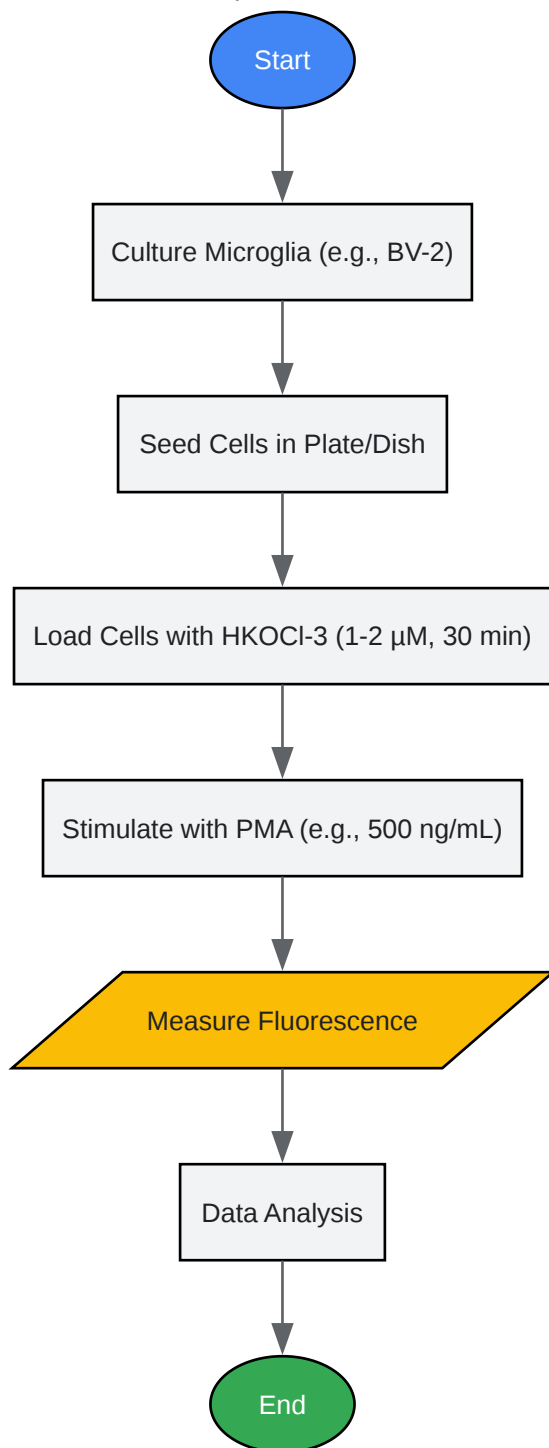 Start
Culture Microglia (e.g., BV-2)
Seed Cells in Plate/Dish
Load Cells with HKOCl-3 (1-2 µM, 30 min)
Stimulate with PMA (e.g., 500 ng/mL)
Measure Fluorescence
Data Analysis
End